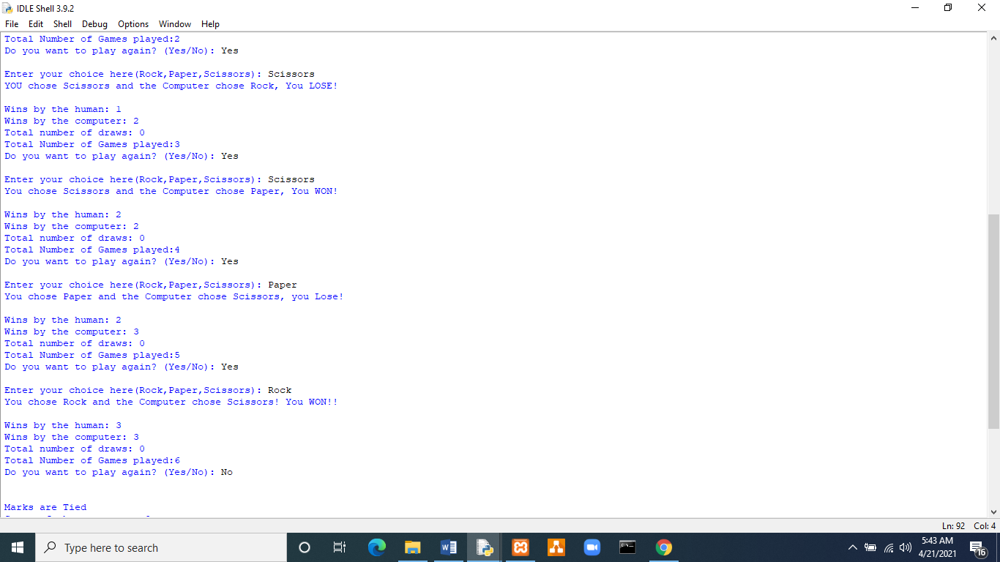 IDLE Shell 3.9.2
File Edit Shell Debug Options Window Help
Total Number of Games played:2
Do you want to play again? (Yes/No): Yes
Enter your choice here(Rock,Paper,Scissors): Scissors
YOU chose Scissors and the Computer chose Rock, You LOSE!
Wins by the human: 1
Wins by the computer: 2
Total number of draws: 0
Total Number of Games played:3
Do you want to play again? (Yes/No): Yes
Enter your choice here(Rock,Paper,Scissors): Scissors
You chose Scissors and the Computer chose Paper, You WON!
Wins by the human: 2
Wins by the computer: 2
Total number of draws: 0
Total Number of Games played:4
Do you want to play again? (Yes/No): Yes
Enter your choice here(Rock,Paper,Scissors): Paper
You chose Paper and the Computer chose Scissors, you Lose!
Wins by the human: 2
Wins by the computer: 3
Total number of draws: 0
Total Number of Games played:5
Do you want to play again? (Yes/No): Yes
Enter your choice here(Rock,Paper,Scissors): Rock
You chose Rock and the Computer chose Scissors! You WON!!
Wins by the human: 3
Wins by the computer: 3
Total number of draws: 0
Total Number of Games played:6
Do you want to play again? (Yes/No): No
Marks are Tied
Ln: 92 Col: 4
Type here to search
5:43 AM
4/21/2021
16